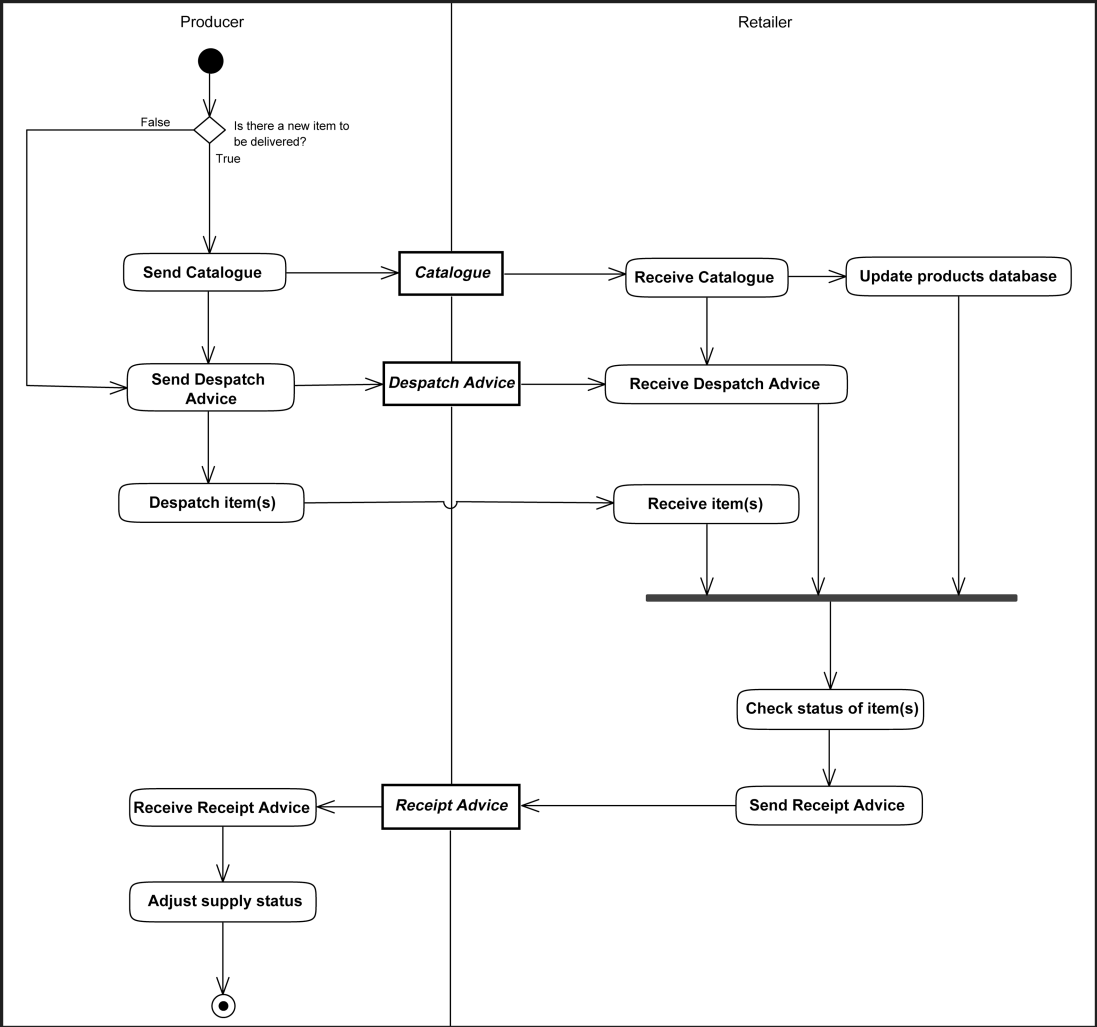 Producer
Retailer
False
Is there a new item to
be delivered?
True
Send Catalogue
Catalogue
Receive Catalogue
Update products database
Send Despatch
Advice
Despatch Advice
Receive Despatch Advice
Despatch item(s)
Receive item(s)
Check status of item(s)
Receive Receipt Advice
Receipt Advice
Send Receipt Advice
Adjust supply status